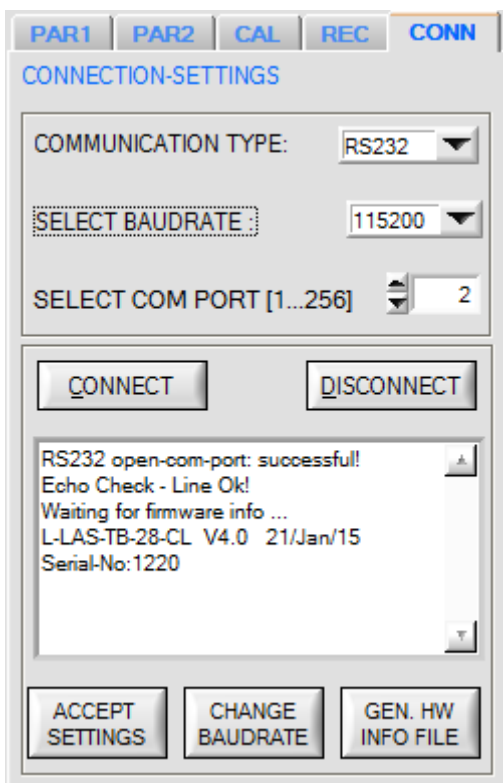 PAR1 PAR2 CAL REC CONN
CONNECTION-SETTINGS
COMMUNICATION TYPE: RS232
SELECT BAUDRATE : 115200
SELECT COM PORT [1...256] 2
CONNECT DISCONNECT
RS232 open-com-port: successful!
Echo Check - Line Ok!
Waiting for firmware info ...
L-LAS-TB-28-CL V4.0 21/Jan/15
Serial-No:1220
ACCEPT CHANGE GEN. HW
SETTINGS BAUDRATE INFO FILE